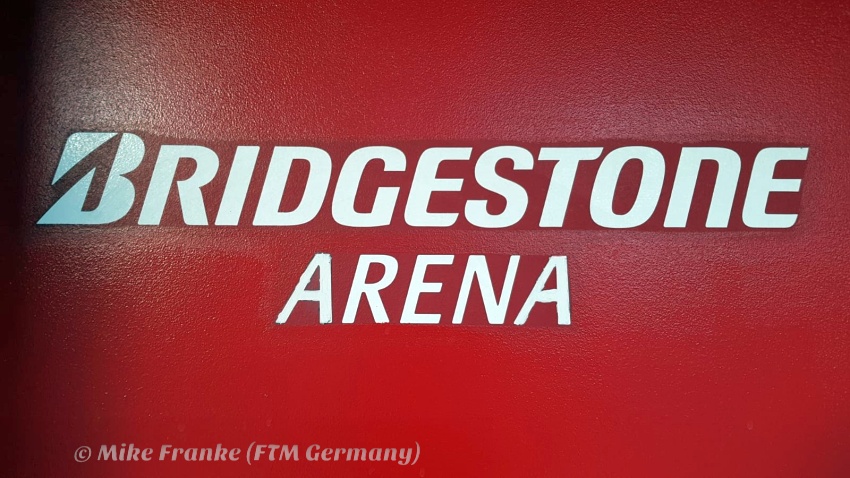 BRIDGESTONE
ARENA
© Mike Franke (FTM Germany)